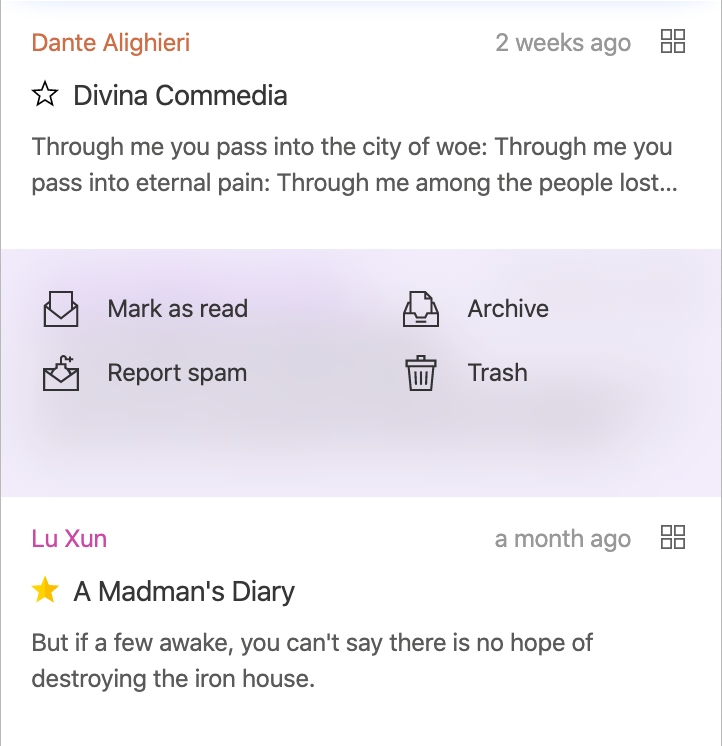 Dante Alighieri 2 weeks ago
Divina Commedia
Through me you pass into the city of woe: Through me you
pass into eternal pain: Through me among the people lost...
Mark as read Archive
Report spam Trash
Lu Xun a month ago
A Madman's Diary
But if a few awake, you can't say there is no hope of
destroying the iron house.